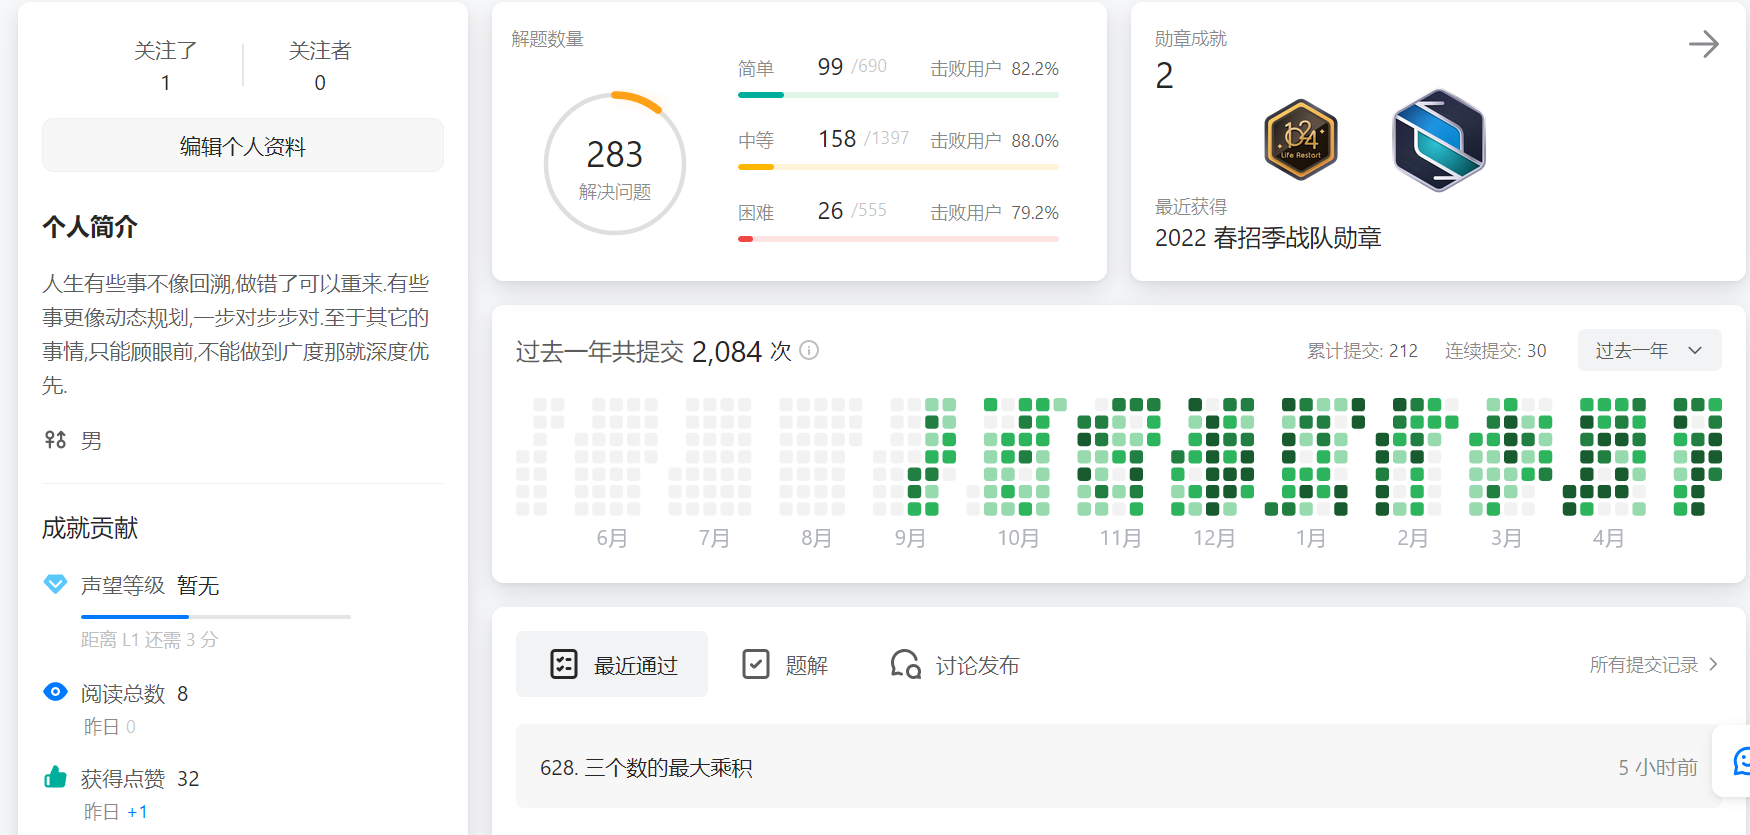 关注了
关注者
1
0
编辑个人资料
个人简介
人生有些事不像回溯,做错了可以重来.有些
事更像动态规划,一步对步步对.至于其它的
事情,只能顾眼前,不能做到广度那就深度优
先.
男
成就贡献
声望等级 暂无
距离 L1 还需 3 分
阅读总数 8
昨日 0
获得点赞 32
昨日 +1
解题数量
283
解决问题
简单 99 /690 击败用户 82.2%
中等 158 /1397 击败用户 88.0%
困难 26 /555 击败用户 79.2%
勋章成就
2
1024
Life Restart
最近获得
2022 春招季战队勋章
过去一年共提交 2,084 次
累计提交: 212 连续提交: 30 过去一年
6月 7月 8月 9月 10月 11月 12月 1月 2月 3月 4月
最近通过 题解 讨论发布 所有提交记录
628. 三个数的最大乘积 5 小时前